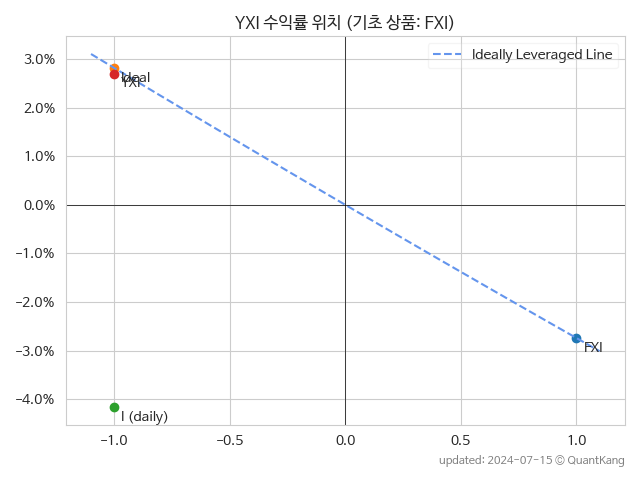 YXI 수익률 위치 (기초 상품: FXI)
Ideally Leveraged Line
3.0%
2.0%
1.0%
0.0%
−1.0%
−2.0%
−3.0%
−4.0%
Ideal
YXI
FXI
I (daily)
−1.0 −0.5 0.0 0.5 1.0
updated: 2024-07-15 © QuantKang